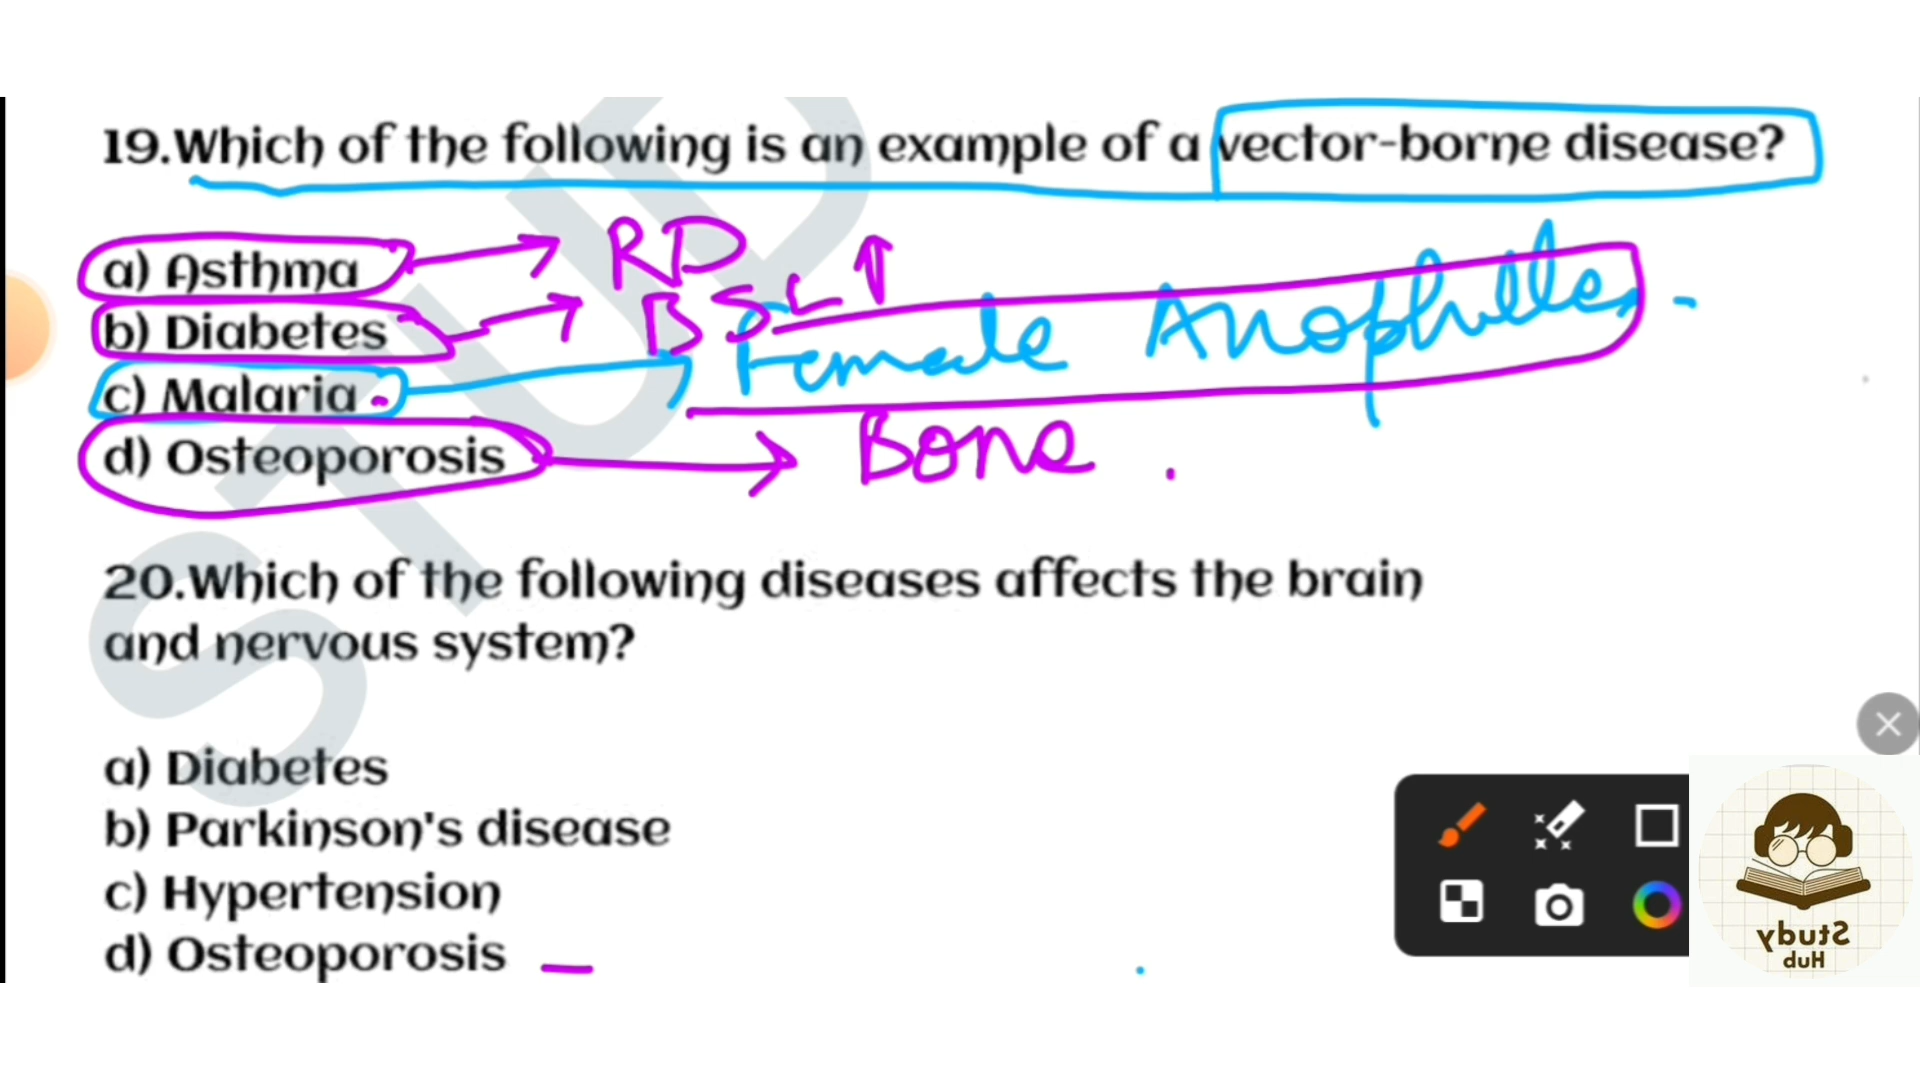 19.Which of the following is an example of a vector-borne disease?
a) Asthma → RD
b) Diabetes → BSL ↑
c) Malaria → Female Anophelles.
d) Osteoporosis → Bone.
20.Which of the following diseases affects the brain
and nervous system?
a) Diabetes
b) Parkinson's disease
c) Hypertension
d) Osteoporosis
STUD
Study
Hub